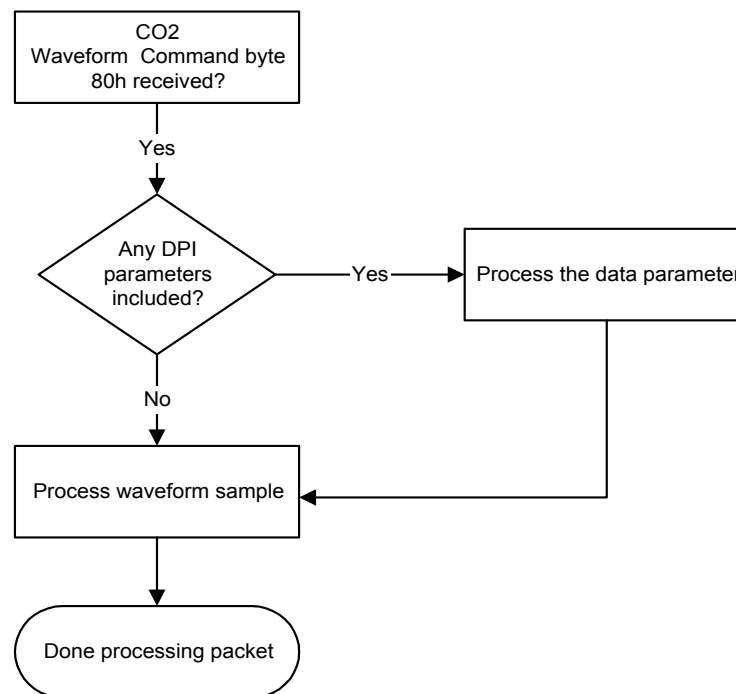 CO2
Waveform  Command byte
80h received?
Yes
Any DPI
parameters
included?
Yes
Process the data parameter
No
Process waveform sample
Done processing packet